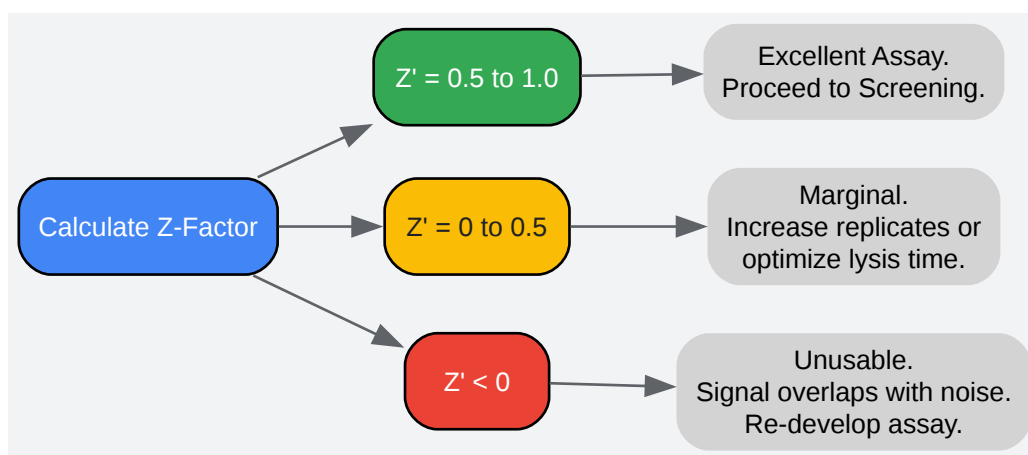 Calculate Z-Factor
Z' = 0.5 to 1.0
Excellent Assay.
Proceed to Screening.
Z' = 0 to 0.5
Marginal.
Increase replicates or
optimize lysis time.
Z' < 0
Unusable.
Signal overlaps with noise.
Re-develop assay.